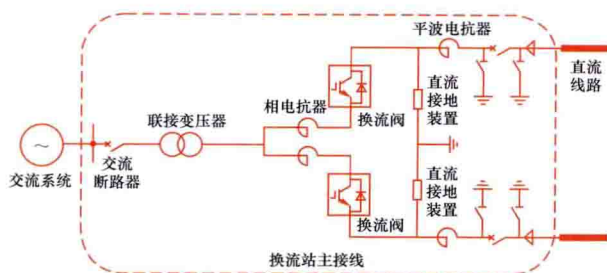 平波电抗器
直流
线路
直流
接地
装置
相电抗器
换流阀
联接变压器
~
交流系统
交流
断路器
直流
接地
装置
换流阀
换流站主接线